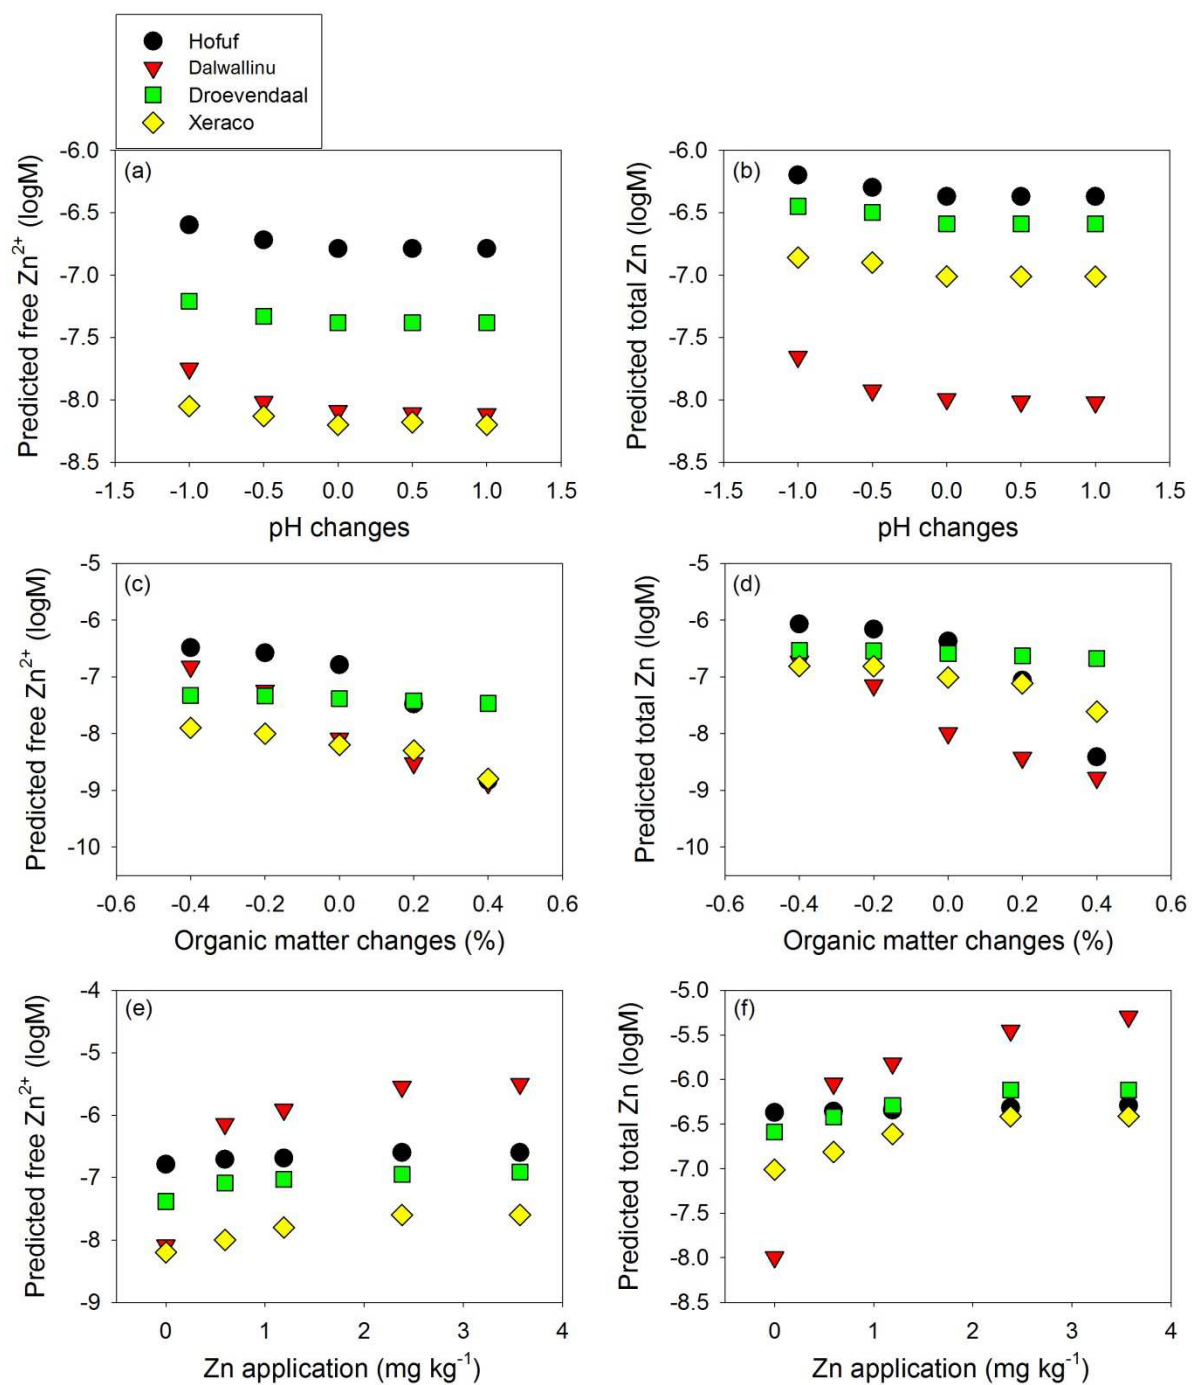 Hofuf
Dalwallinu
Droevendaal
Xeraco
(a)
Predicted free Zn²⁺ (logM)
-6.0
-6.5
-7.0
-7.5
-8.0
-8.5
-1.5 -1.0 -0.5 0.0 0.5 1.0 1.5
pH changes
(b)
Predicted total Zn (logM)
-6.0
-6.5
-7.0
-7.5
-8.0
-8.5
-1.5 -1.0 -0.5 0.0 0.5 1.0 1.5
pH changes
(c)
Predicted free Zn²⁺ (logM)
-5
-6
-7
-8
-9
-10
-0.6 -0.4 -0.2 0.0 0.2 0.4 0.6
Organic matter changes (%)
(d)
Predicted total Zn (logM)
-5
-6
-7
-8
-9
-10
-0.6 -0.4 -0.2 0.0 0.2 0.4 0.6
Organic matter changes (%)
(e)
Predicted free Zn²⁺ (logM)
-4
-5
-6
-7
-8
-9
0 1 2 3 4
Zn application (mg kg⁻¹)
(f)
Predicted total Zn (logM)
-5.0
-5.5
-6.0
-6.5
-7.0
-7.5
-8.0
-8.5
0 1 2 3 4
Zn application (mg kg⁻¹)